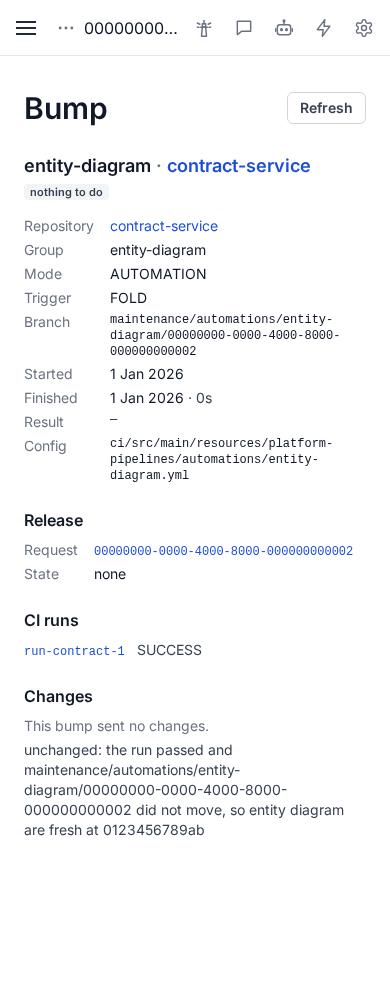 00000000...
Bump
Refresh
entity-diagram · contract-service
nothing to do
Repository contract-service
Group entity-diagram
Mode AUTOMATION
Trigger FOLD
Branch maintenance/automations/entity-
diagram/00000000-0000-4000-8000-
000000000002
Started 1 Jan 2026
Finished 1 Jan 2026 · 0s
Result —
Config ci/src/main/resources/platform-
pipelines/automations/entity-
diagram.yml
Release
Request 00000000-0000-4000-8000-000000000002
State none
CI runs
run-contract-1 SUCCESS
Changes
This bump sent no changes.
unchanged: the run passed and
maintenance/automations/entity-
diagram/00000000-0000-4000-8000-
000000000002 did not move, so entity diagram
are fresh at 0123456789ab